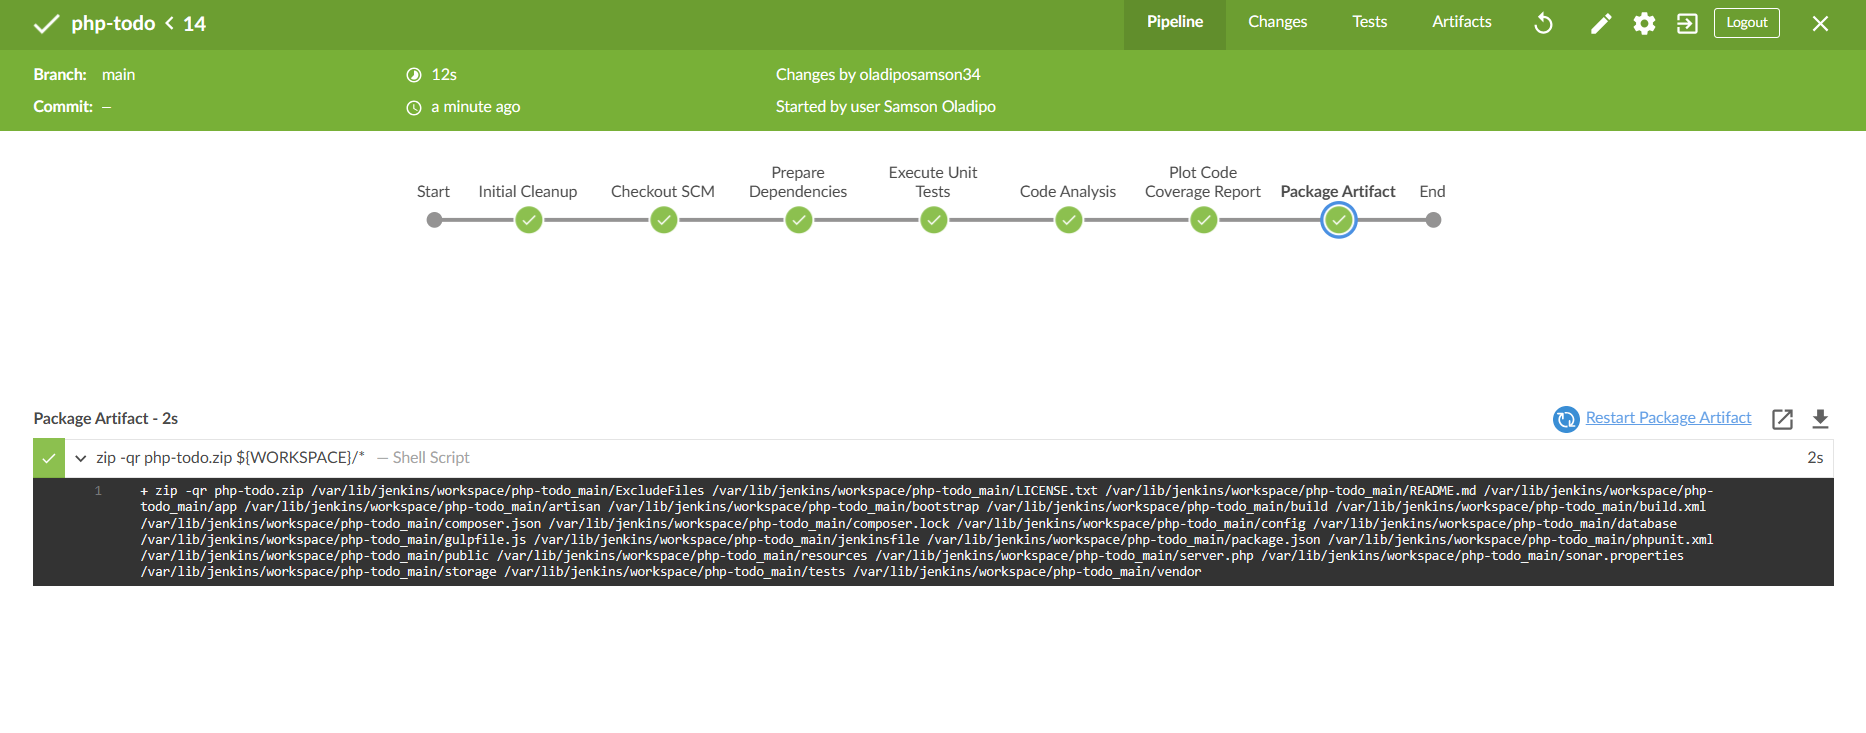 php-todo < 14
Pipeline
Changes
Tests
Artifacts
Logout
Branch: main
12s
Changes by oladiposamson34
Commit: –
a minute ago
Started by user Samson Oladipo
Start
Initial Cleanup
Checkout SCM
Prepare
Dependencies
Execute Unit
Tests
Code Analysis
Plot Code
Coverage Report
Package Artifact
End
Package Artifact - 2s
Restart Package Artifact
zip -qr php-todo.zip ${WORKSPACE}/* — Shell Script
2s
1 + zip -qr php-todo.zip /var/lib/jenkins/workspace/php-todo_main/ExcludeFiles /var/lib/jenkins/workspace/php-todo_main/LICENSE.txt /var/lib/jenkins/workspace/php-todo_main/README.md /var/lib/jenkins/workspace/php-
todo_main/app /var/lib/jenkins/workspace/php-todo_main/artisan /var/lib/jenkins/workspace/php-todo_main/bootstrap /var/lib/jenkins/workspace/php-todo_main/build /var/lib/jenkins/workspace/php-todo_main/build.xml
/var/lib/jenkins/workspace/php-todo_main/composer.json /var/lib/jenkins/workspace/php-todo_main/composer.lock /var/lib/jenkins/workspace/php-todo_main/config /var/lib/jenkins/workspace/php-todo_main/database
/var/lib/jenkins/workspace/php-todo_main/gulpfile.js /var/lib/jenkins/workspace/php-todo_main/jenkinsfile /var/lib/jenkins/workspace/php-todo_main/package.json /var/lib/jenkins/workspace/php-todo_main/phpunit.xml
/var/lib/jenkins/workspace/php-todo_main/public /var/lib/jenkins/workspace/php-todo_main/resources /var/lib/jenkins/workspace/php-todo_main/server.php /var/lib/jenkins/workspace/php-todo_main/sonar.properties
/var/lib/jenkins/workspace/php-todo_main/storage /var/lib/jenkins/workspace/php-todo_main/tests /var/lib/jenkins/workspace/php-todo_main/vendor